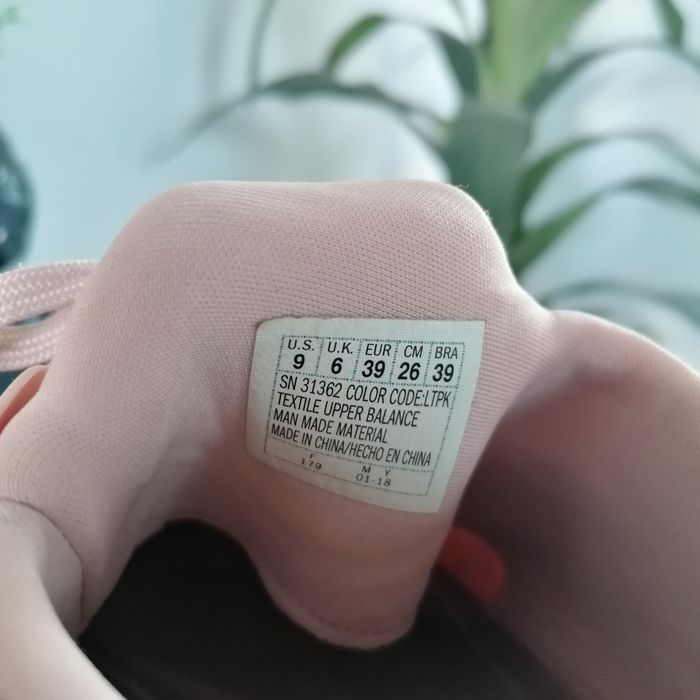 U.S. U.K. EUR CM BRA
9 6 39 26 39
SN 31362 COLOR CODE:LTPK
TEXTILE UPPER BALANCE
MAN MADE MATERIAL
MADE IN CHINA/HECHO EN CHINA
F M Y
179 01-18